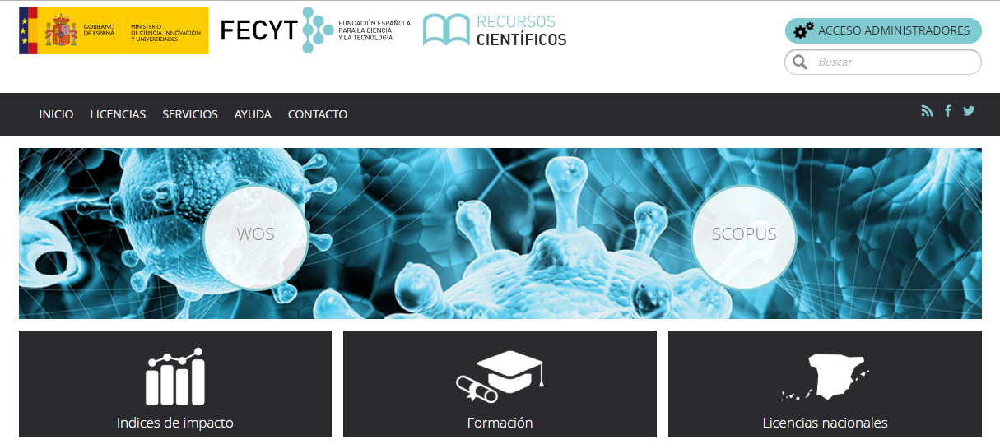 GOBIERNO
DE ESPAÑA
MINISTERIO
DE CIENCIA, INNOVACIÓN
Y UNIVERSIDADES
FECYT
FUNDACIÓN ESPAÑOLA
PARA LA CIENCIA
Y LA TECNOLOGÍA
RECURSOS
CIENTÍFICOS
ACCESO ADMINISTRADORES
Buscar
INICIO LICENCIAS SERVICIOS AYUDA CONTACTO
WOS
SCOPUS
Indices de impacto
Formación
Licencias nacionales